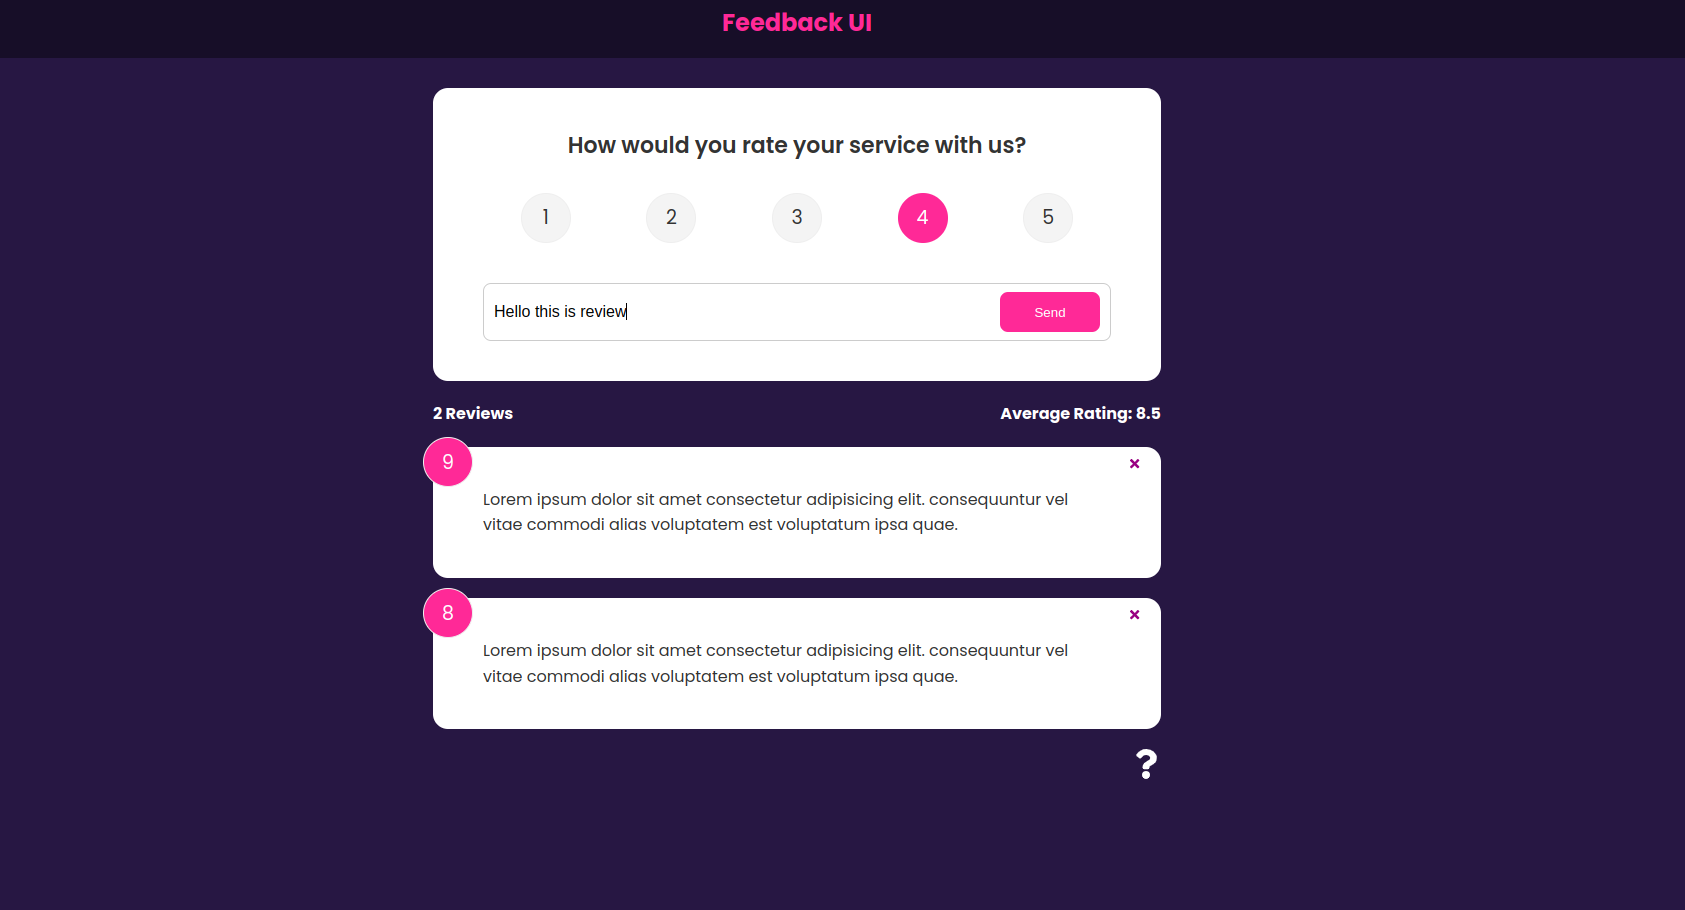 Feedback UI
How would you rate your service with us?
1 2 3 4 5
Hello this is review Send
2 Reviews Average Rating: 8.5
9
Lorem ipsum dolor sit amet consectetur adipisicing elit. consequuntur vel
vitae commodi alias voluptatem est voluptatum ipsa quae.
8
Lorem ipsum dolor sit amet consectetur adipisicing elit. consequuntur vel
vitae commodi alias voluptatem est voluptatum ipsa quae.
?